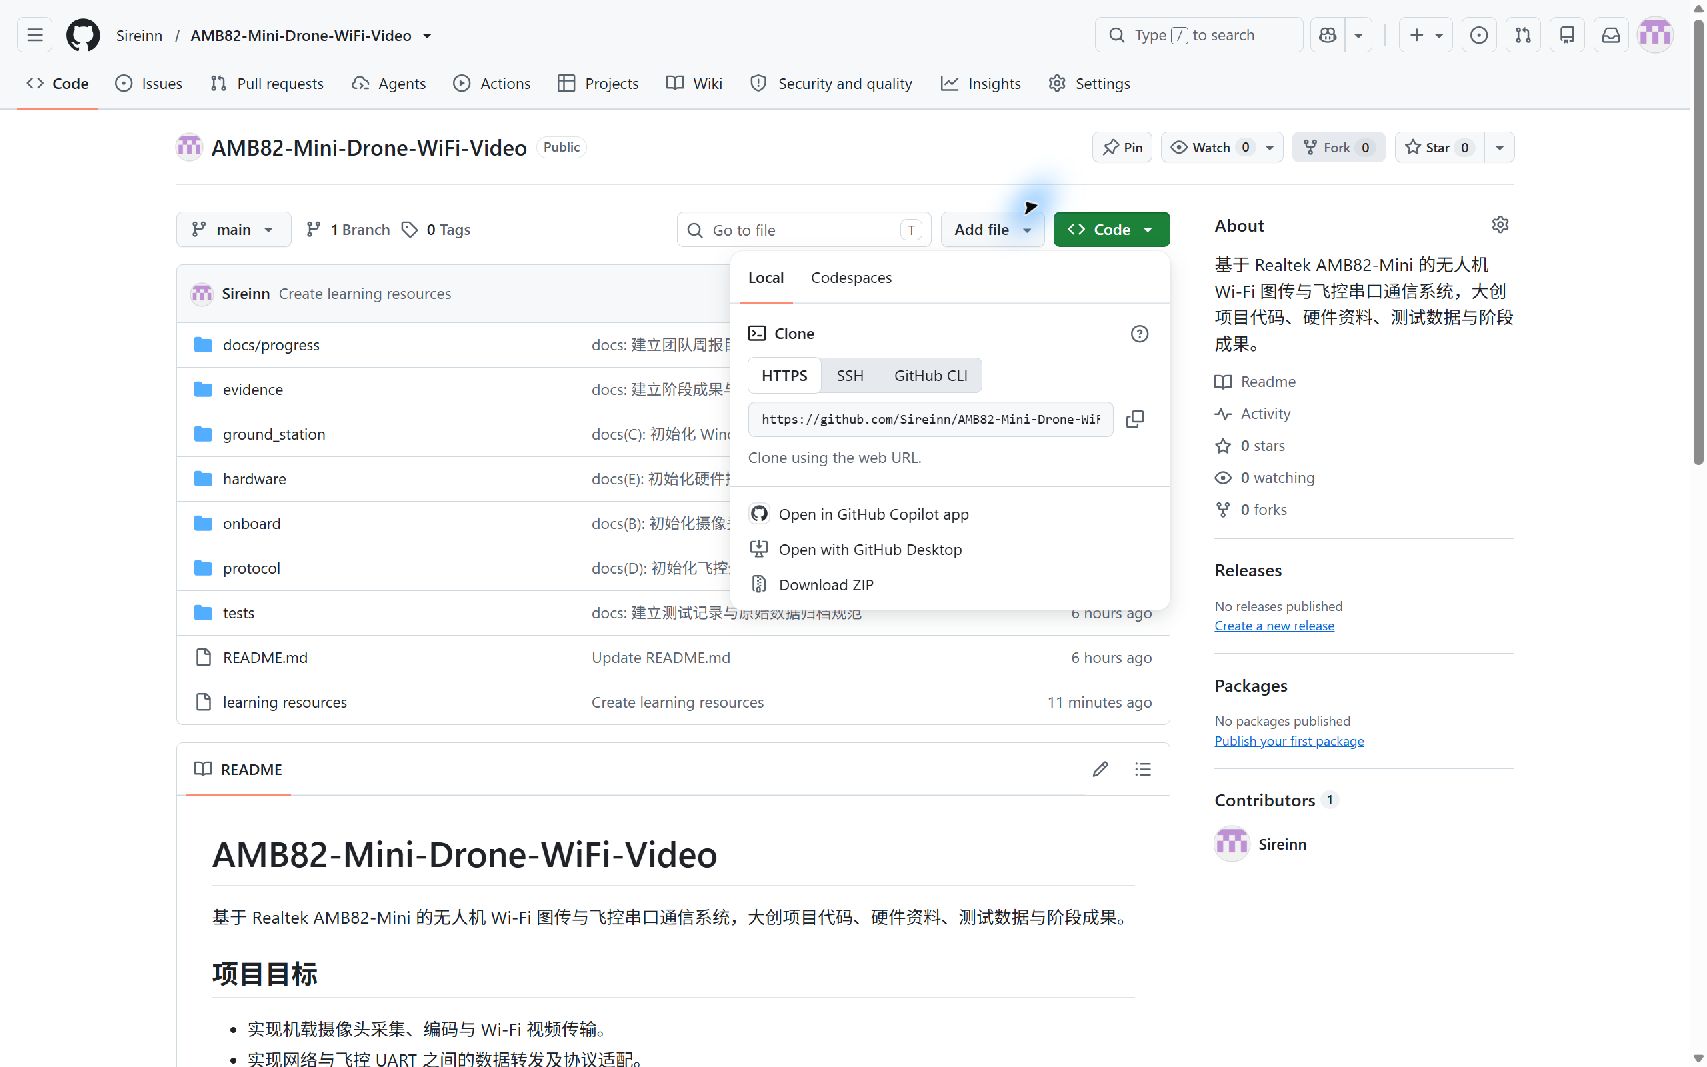 Sireinn / AMB82-Mini-Drone-WiFi-Video
Type / to search
Code
Issues
Pull requests
Agents
Actions
Projects
Wiki
Security and quality
Insights
Settings
AMB82-Mini-Drone-WiFi-Video Public
Pin
Watch 0
Fork 0
Star 0
main
1 Branch
0 Tags
Go to file T
Add file
Code
Local
Codespaces
Clone
HTTPS
SSH
GitHub CLI
https://github.com/Sireinn/AMB82-Mini-Drone-WiF
Clone using the web URL.
Open in GitHub Copilot app
Open with GitHub Desktop
Download ZIP
Sireinn Create learning resources
docs/progress docs: 建立团队周报
evidence docs: 建立阶段成果
ground_station docs(C): 初始化 Win
hardware docs(E): 初始化硬件
onboard docs(B): 初始化摄像
protocol docs(D): 初始化飞控
tests docs: 建立测试记录与原始数据归档规范 6 hours ago
README.md Update README.md 6 hours ago
learning resources Create learning resources 11 minutes ago
README
AMB82-Mini-Drone-WiFi-Video
基于 Realtek AMB82-Mini 的无人机 Wi-Fi 图传与飞控串口通信系统，大创项目代码、硬件资料、测试数据与阶段成果。
项目目标
• 实现机载摄像头采集、编码与 Wi-Fi 视频传输。
• 实现网络与飞控 UART 之间的数据转发及协议适配。
About
基于 Realtek AMB82-Mini 的无人机
Wi-Fi 图传与飞控串口通信系统，大创
项目代码、硬件资料、测试数据与阶段
成果。
Readme
Activity
0 stars
0 watching
0 forks
Releases
No releases published
Create a new release
Packages
No packages published
Publish your first package
Contributors 1
Sireinn